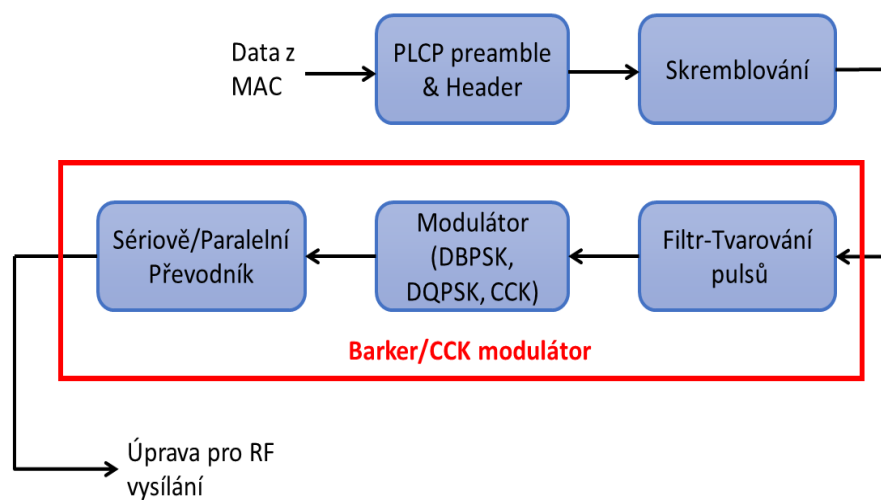 Data z
MAC
PLCP preamble
& Header
Skremblování
Sériově/Paralelní
Převodník
Modulátor
(DBPSK,
DQPSK, CCK)
Filtr-Tvarování
pulsů
Barker/CCK modulátor
Úprava pro RF
vysílání